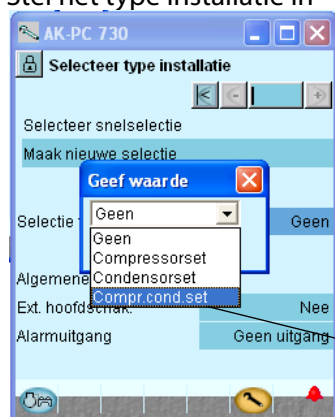 Stel het type installatie in
AK-PC 730
Selecteer type installatie
Selecteer snelselectie
Maak nieuwe selectie
Geef waarde
Selectie
Geen
Geen
Geen
Compressorset
Condensorset
Compr.cond.set
Algemene
Ext. hoofdschak.
Nee
Alarmuitgang
Geen uitgang